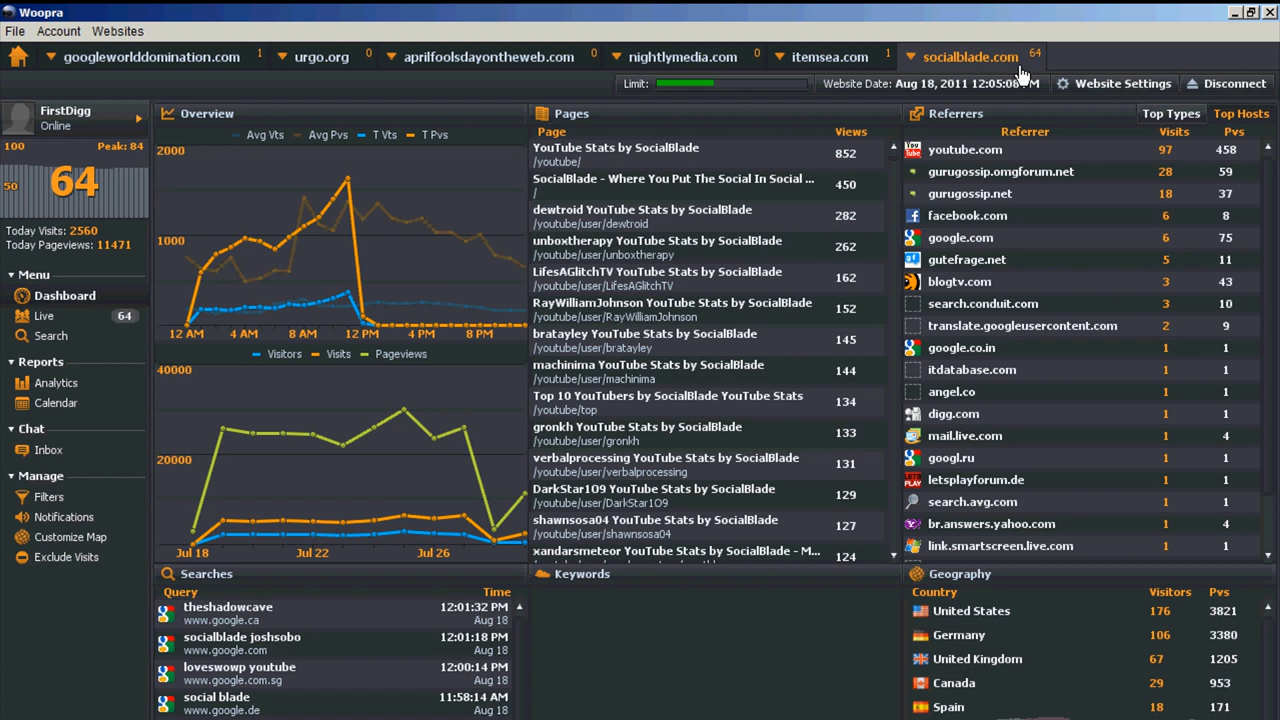 Woopra
File Account Websites
googleworlddomination.com 1 urgo.org 0 aprilfoolsdayontheweb.com 0 nightlymedia.com 0 itemsea.com 1 socialblade.com 64
Limit: Website Date: Aug 18, 2011 12:05:08 M Website Settings Disconnect
FirstDigg
Online
100 Peak: 84
50 64
Today Visits: 2560
Today Pageviews: 11471
Menu
Dashboard
Live 64
Search
Reports
Analytics
Calendar
Chat
Inbox
Manage
Filters
Notifications
Customize Map
Exclude Visits
Overview
Avg Vts Avg Pvs T Vts T Pvs
2000
1000
12 AM 4 AM 8 AM 12 PM 4 PM 8 PM
Visitors Visits Pageviews
40000
20000
Jul 18 Jul 22 Jul 26
Pages
Page Views
YouTube Stats by SocialBlade 852
/youtube/
SocialBlade - Where You Put The Social In Social ... 450
/
dewtroid YouTube Stats by SocialBlade 282
/youtube/user/dewtroid
unboxtherapy YouTube Stats by SocialBlade 262
/youtube/user/unboxtherapy
LifesAGlitchTV YouTube Stats by SocialBlade 162
/youtube/user/LifesAGlitchTV
RayWilliamJohnson YouTube Stats by SocialBlade 152
/youtube/user/RayWilliamJohnson
bratayley YouTube Stats by SocialBlade 145
/youtube/user/bratayley
machinima YouTube Stats by SocialBlade 144
/youtube/user/machinima
Top 10 YouTubers by SocialBlade YouTube Stats 134
/youtube/top
gronkh YouTube Stats by SocialBlade 133
/youtube/user/gronkh
verbalprocessing YouTube Stats by SocialBlade 131
/youtube/user/verbalprocessing
DarkStar1O9 YouTube Stats by SocialBlade 129
/youtube/user/DarkStar1O9
shawnsosa04 YouTube Stats by SocialBlade 127
/youtube/user/shawnsosa04
xandarsmeteor YouTube Stats by SocialBlade - M... 124
Referrers Top Types Top Hosts
Referrer Visits Pvs
youtube.com 97 458
gurugossip.omgforum.net 28 59
gurugossip.net 18 37
facebook.com 6 8
google.com 6 75
gutefrage.net 5 11
blogtv.com 3 43
search.conduit.com 3 10
translate.googleusercontent.com 2 9
google.co.in 1 1
itdatabase.com 1 1
angel.co 1 1
digg.com 1 1
mail.live.com 1 4
googl.ru 1 1
letsplayforum.de 1 1
search.avg.com 1 1
br.answers.yahoo.com 1 4
link.smartscreen.live.com 1 1
Searches
Query Time
theshadowcave 12:01:32 PM
www.google.ca Aug 18
socialblade joshsobo 12:01:18 PM
www.google.com Aug 18
loveswowp youtube 12:00:14 PM
www.google.com.sg Aug 18
social blade 11:58:14 AM
www.google.de Aug 18
Keywords
Geography
Country Visitors Pvs
United States 176 3821
Germany 106 3380
United Kingdom 67 1205
Canada 29 953
Spain 18 171